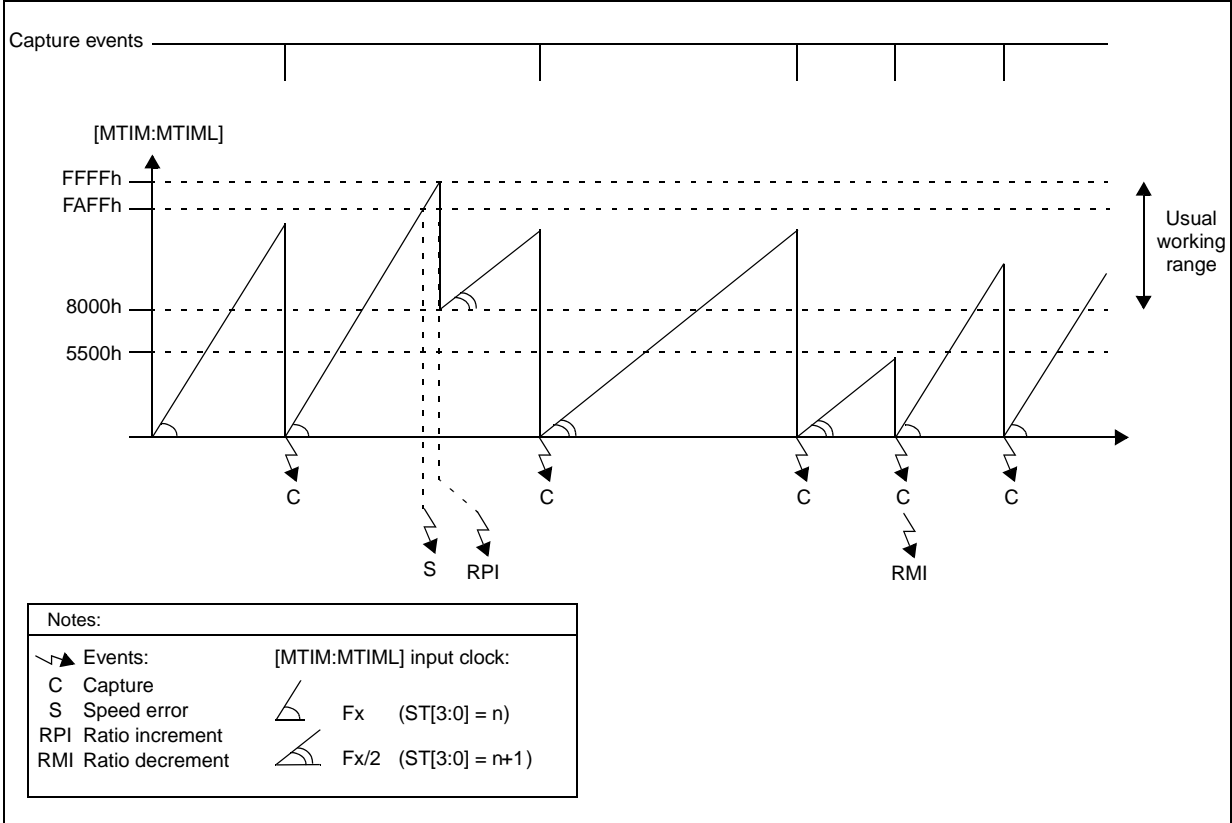 Capture events
[MTIM:MTIML]
FFFFh
FAFFh
Usual
working
range
8000h
5500h
C C C C C
S RPI RMI
Notes:
Events: [MTIM:MTIML] input clock:
C Capture
S Speed error Fx (ST[3:0] = n)
RPI Ratio increment
RMI Ratio decrement Fx/2 (ST[3:0] = n+1)